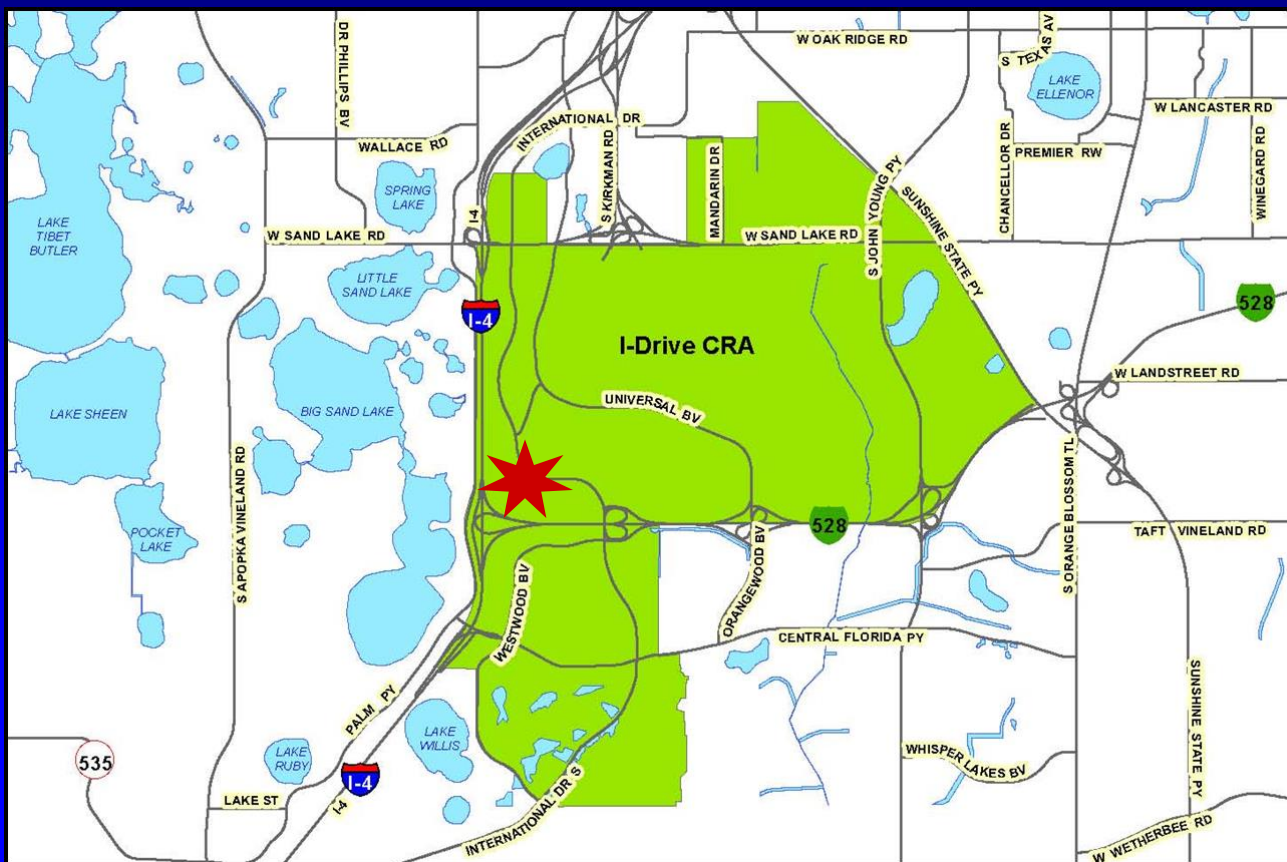 DR PHILLIPS BV
W OAK RIDGE RD
S TEXAS AV
LAKE
ELLENOR
W LANCASTER RD
WALLACE RD
INTERNATIONAL DR
S KIRKMAN RD
MANDARIN DR
CHANCELLOR DR
PREMIER RW
WINEGARD RD
SPRING
LAKE
I-4
LAKE
TIBET
BUTLER
W SAND LAKE RD
W SAND LAKE RD
S JOHN YOUNG PY
SUNSHINE STATE PY
LITTLE
SAND LAKE
I-4
528
I-Drive CRA
W LANDSTREET RD
LAKE SHEEN
BIG SAND LAKE
UNIVERSAL BV
S APOPKA VINELAND RD
POCKET
LAKE
528
S ORANGE BLOSSOM TL
TAFT VINELAND RD
WESTWOOD BV
ORANGEWOOD BV
CENTRAL FLORIDA PY
PALM PY
LAKE
WILLIS
SUNSHINE STATE PY
535
LAKE
RUBY
I-4
WHISPER LAKES BV
LAKE ST
I-4
INTERNATIONAL DR S
W WETHERBEE RD